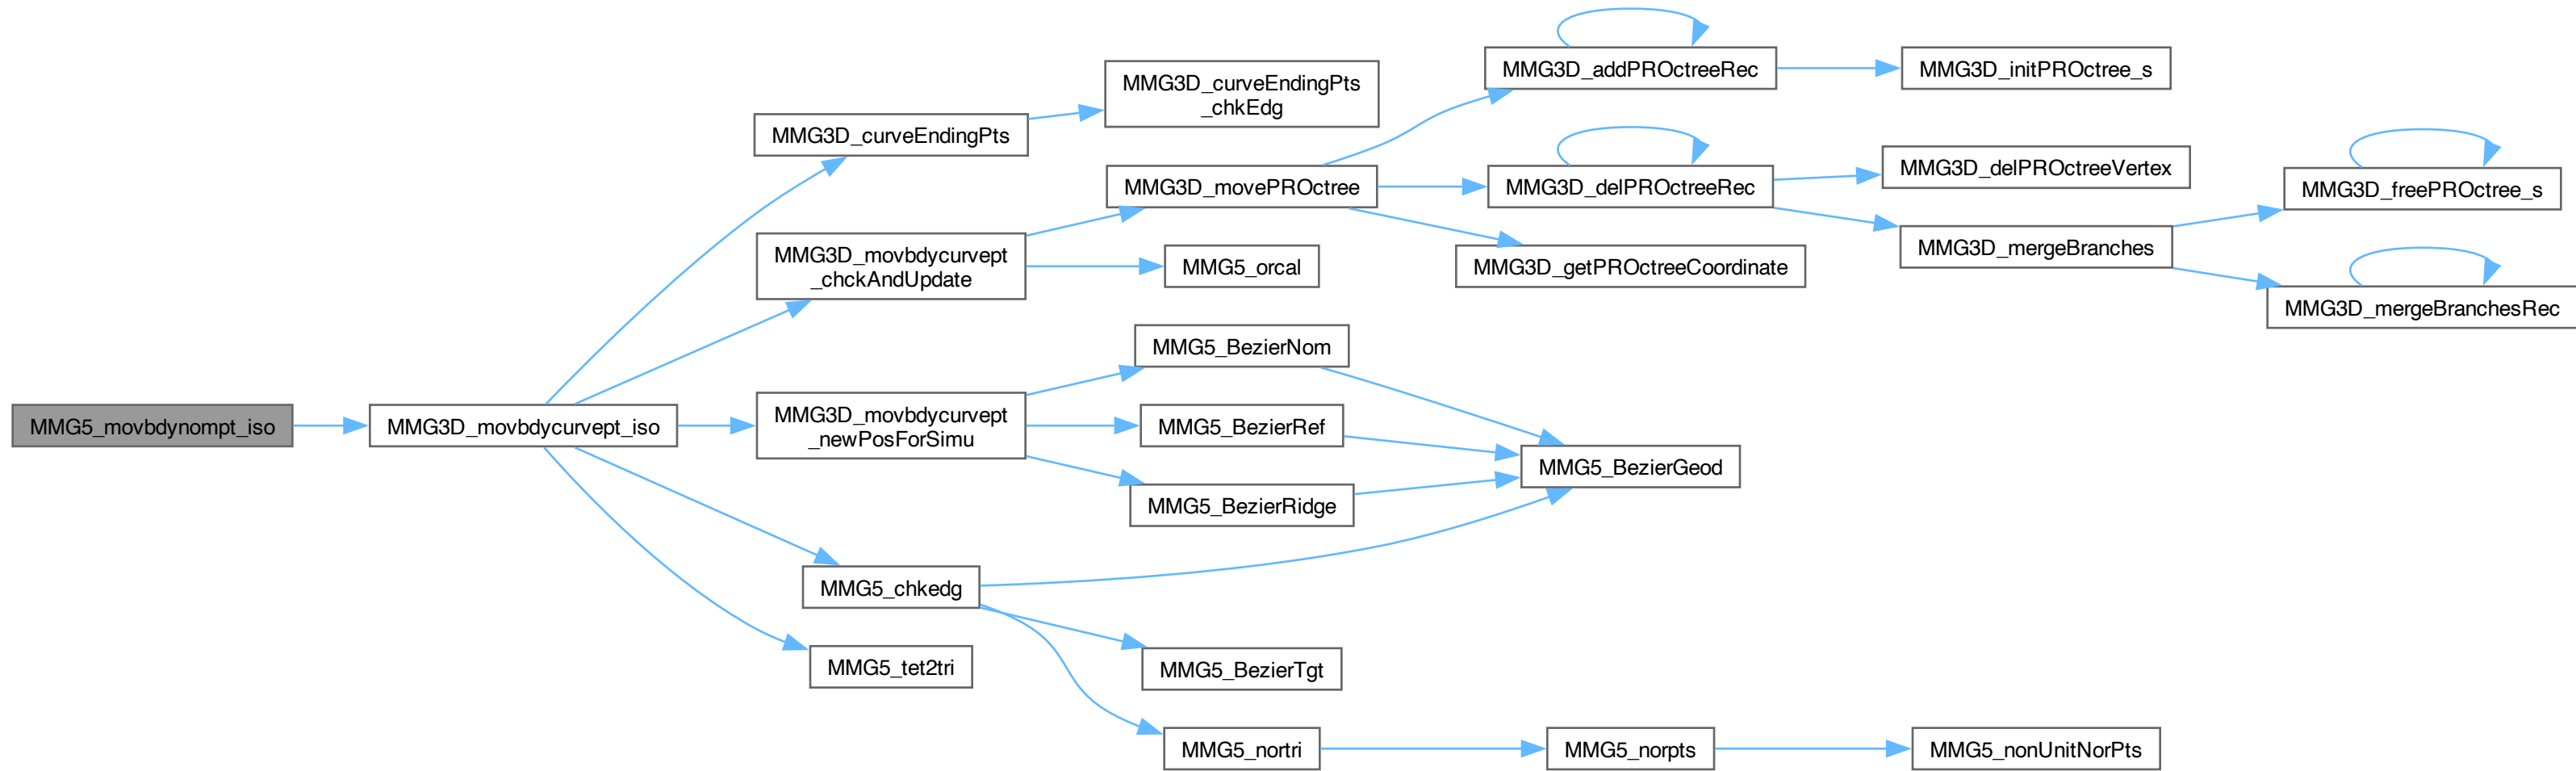 MMG5_movbdynompt_iso
MMG3D_movbdycurvept_iso
MMG3D_curveEndingPts
MMG3D_curveEndingPts
_chkEdg
MMG3D_movbdycurvept
_chckAndUpdate
MMG3D_movePROctree
MMG3D_addPROctreeRec
MMG3D_initPROctree_s
MMG3D_delPROctreeRec
MMG3D_delPROctreeVertex
MMG3D_mergeBranches
MMG3D_freePROctree_s
MMG3D_mergeBranchesRec
MMG3D_getPROctreeCoordinate
MMG5_orcal
MMG3D_movbdycurvept
_newPosForSimu
MMG5_BezierNom
MMG5_BezierRef
MMG5_BezierRidge
MMG5_BezierGeod
MMG5_chkedg
MMG5_BezierTgt
MMG5_nortri
MMG5_norpts
MMG5_nonUnitNorPts
MMG5_tet2tri